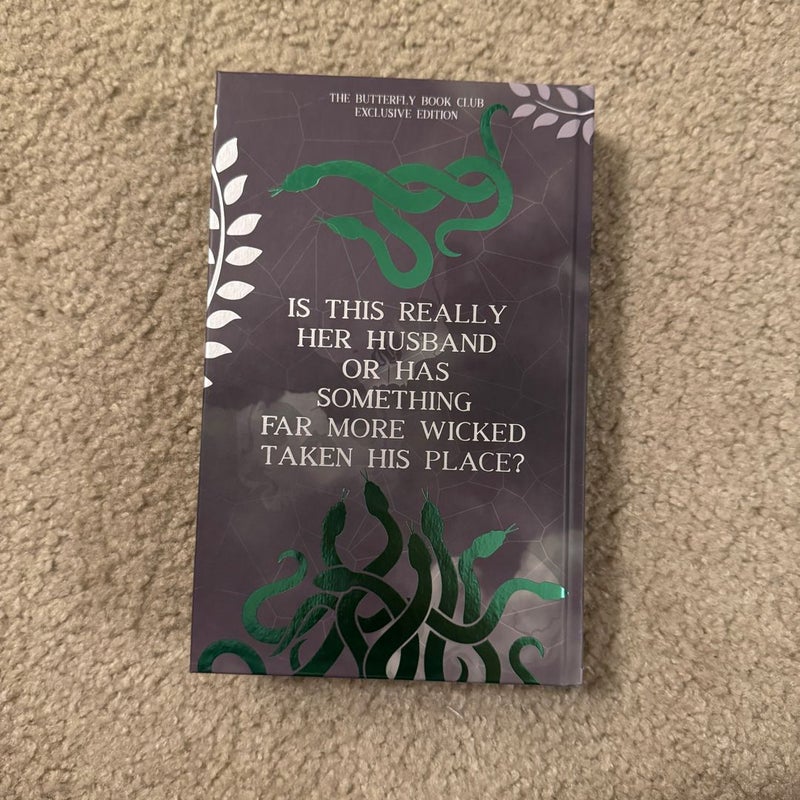 THE BUTTERFLY BOOK CLUB
EXCLUSIVE EDITION
IS THIS REALLY
HER HUSBAND
OR HAS
SOMETHING
FAR MORE WICKED
TAKEN HIS PLACE?